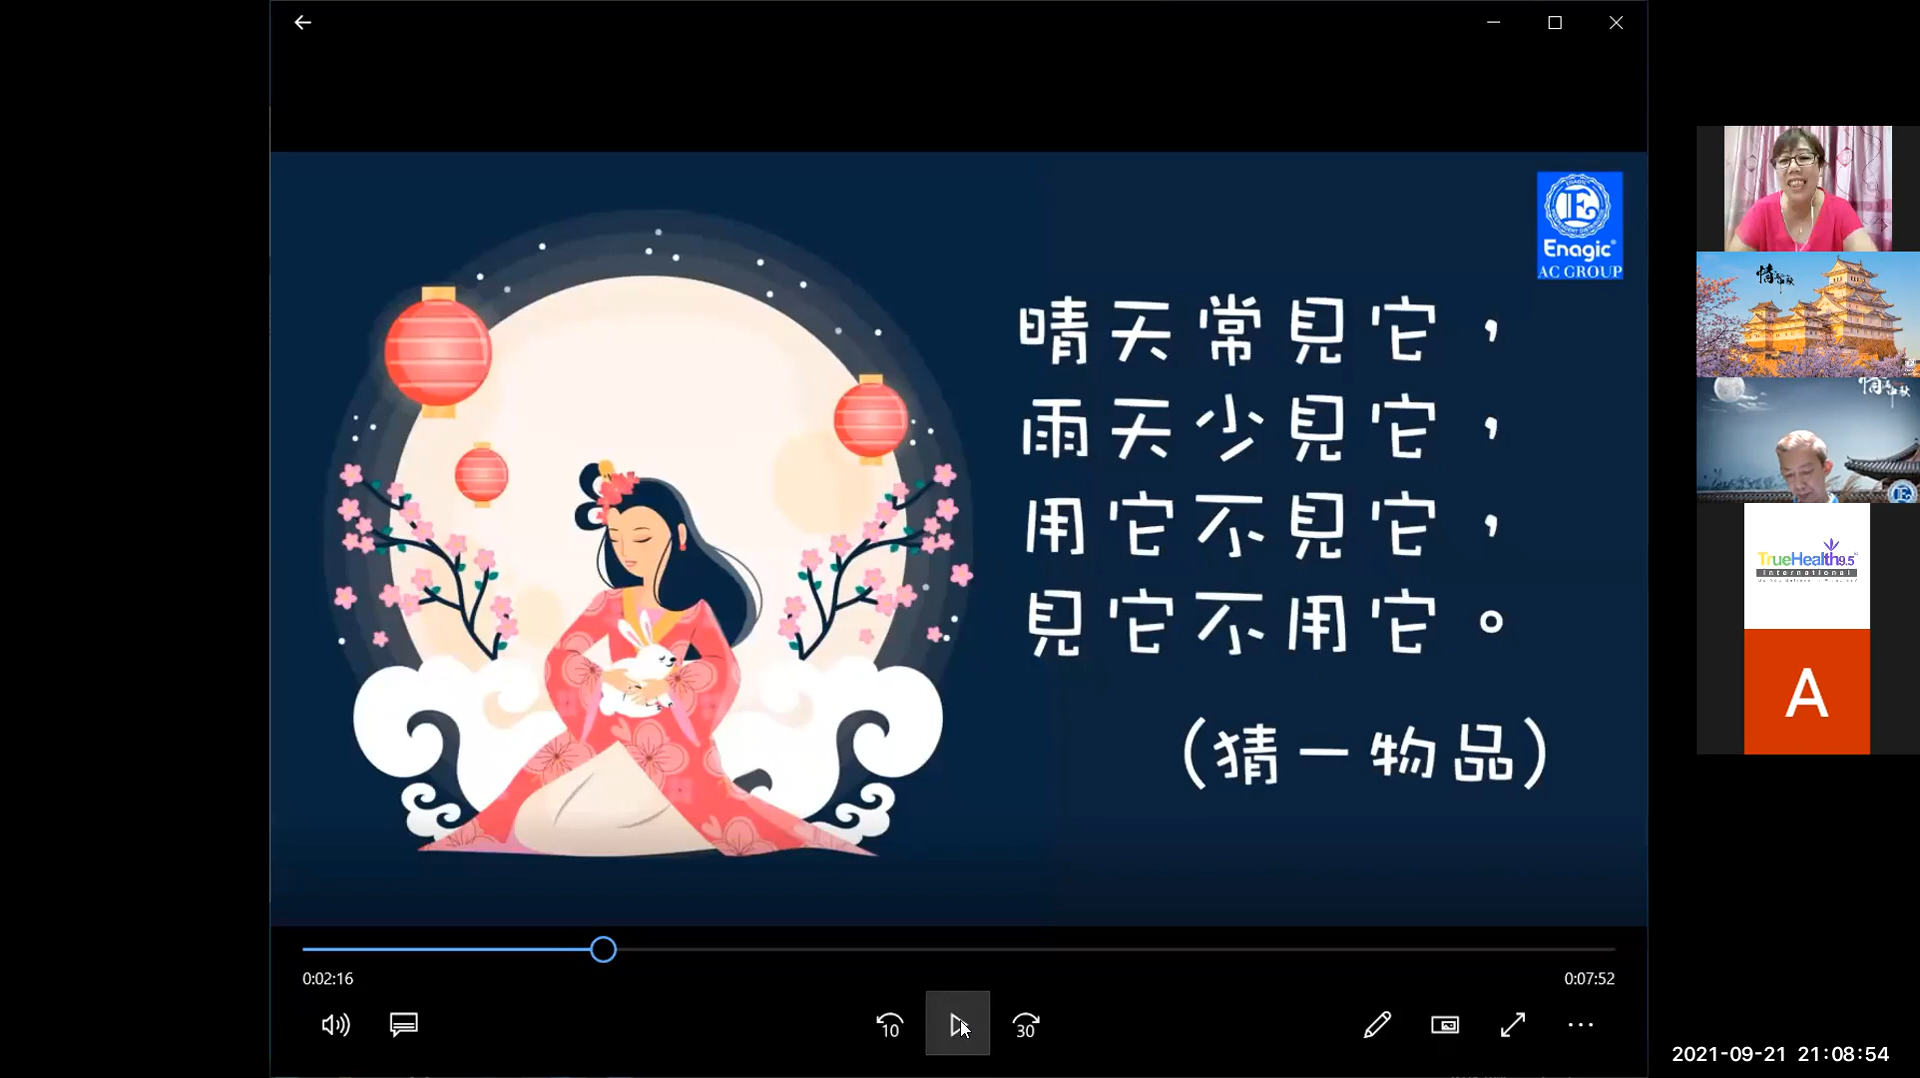 Enagic®
AC GROUP
晴天常見它，
雨天少見它，
用它不見它，
見它不用它。
(猜一物品)
0:02:16
0:07:52
10
30
TrueHealth9.5
International
A
2021-09-21 21:08:54